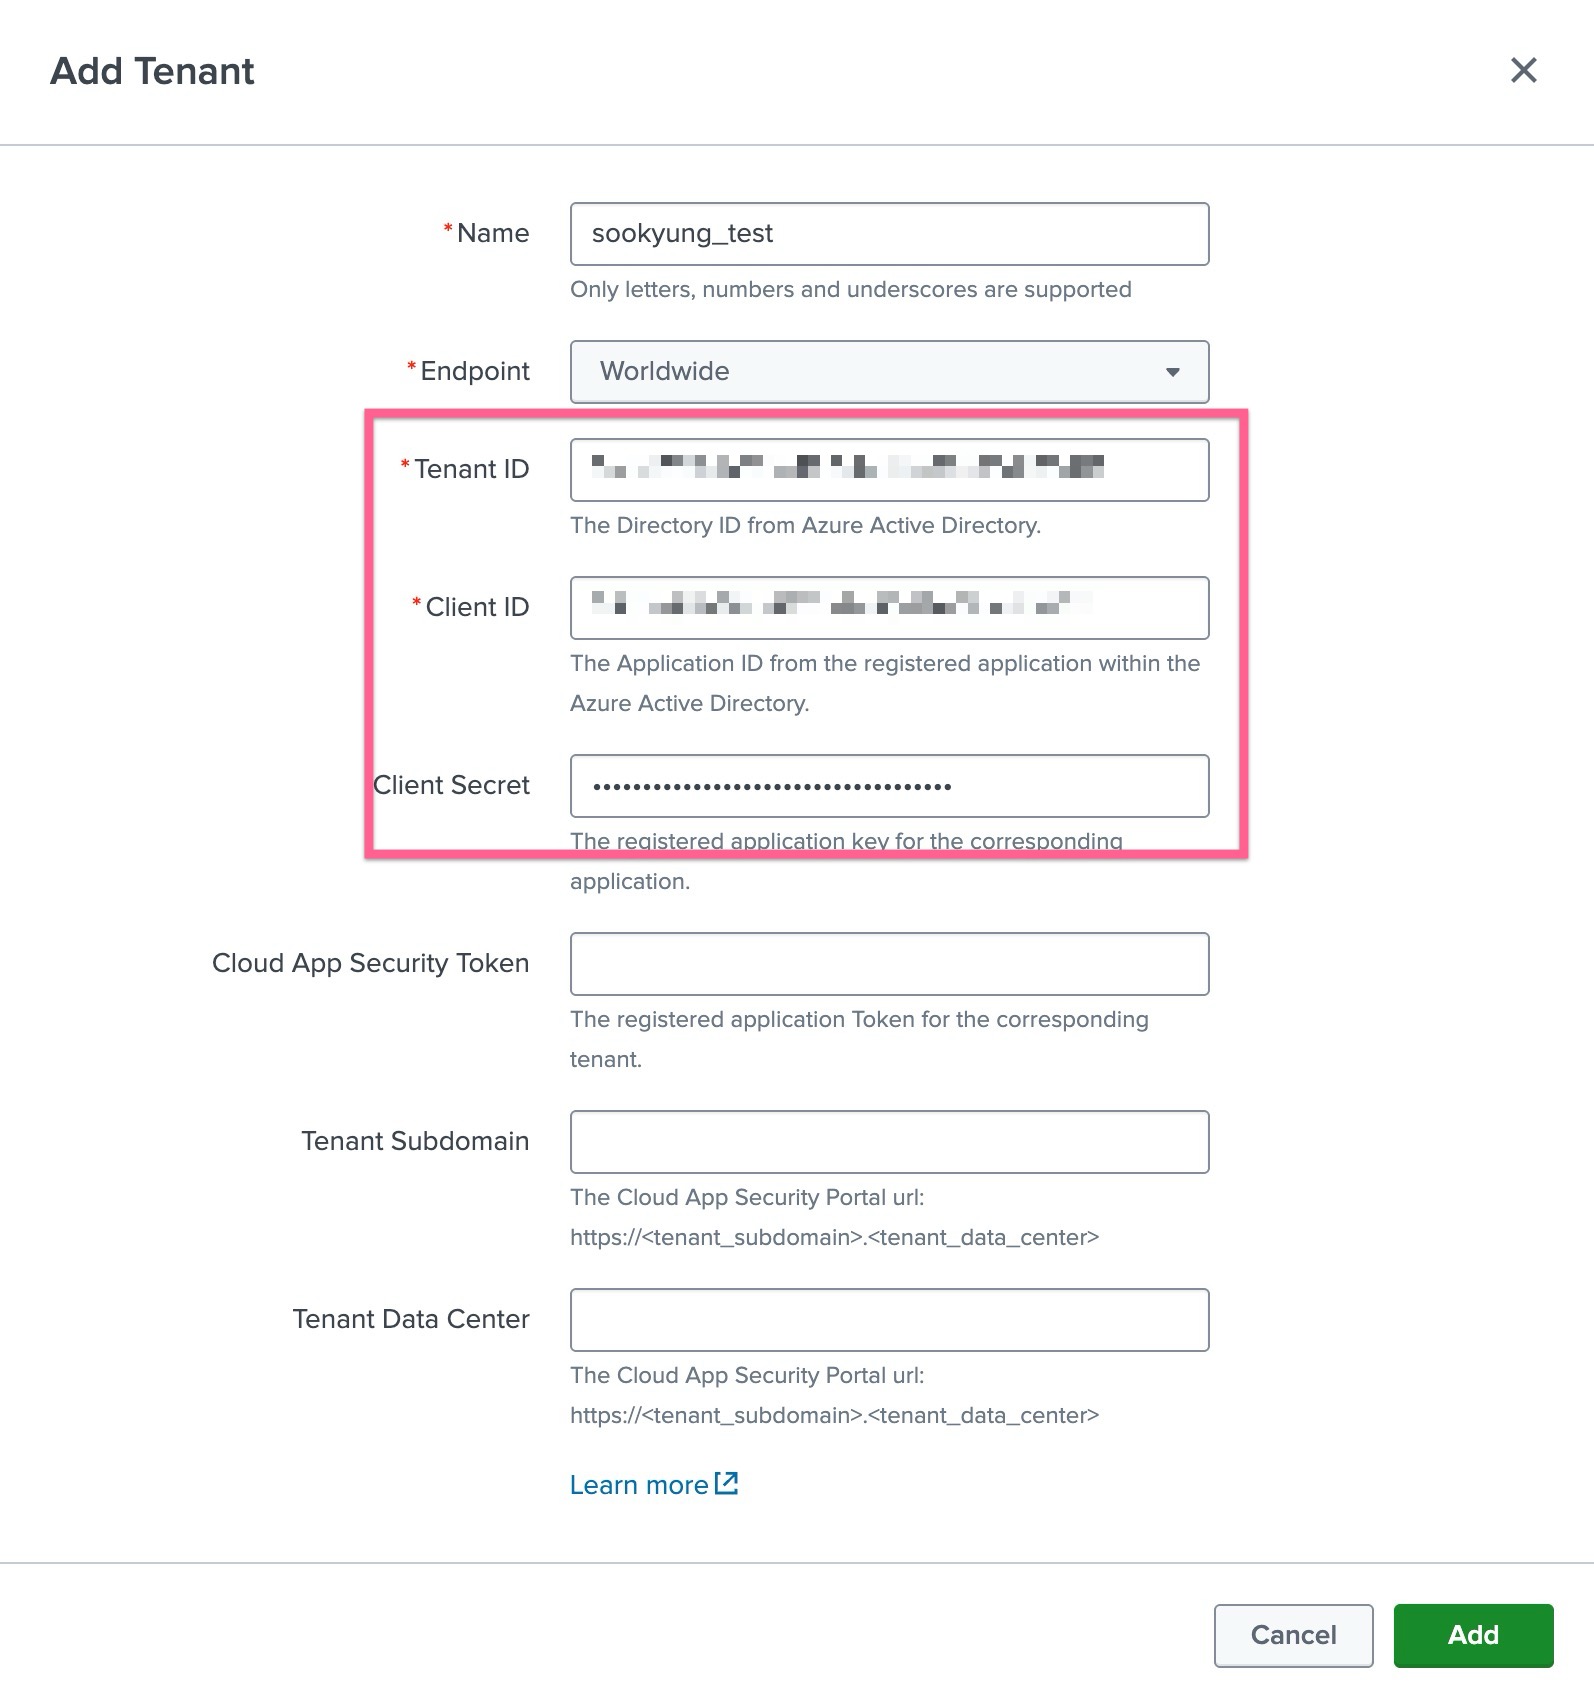 Add Tenant
*Name
sookyung_test
Only letters, numbers and underscores are supported
*Endpoint
Worldwide
*Tenant ID
The Directory ID from Azure Active Directory.
*Client ID
The Application ID from the registered application within the
Azure Active Directory.
Client Secret
••••••••••••••••••••••••••••••••••••
The registered application key for the corresponding
application.
Cloud App Security Token
The registered application Token for the corresponding
tenant.
Tenant Subdomain
The Cloud App Security Portal url:
https://<tenant_subdomain>.<tenant_data_center>
Tenant Data Center
The Cloud App Security Portal url:
https://<tenant_subdomain>.<tenant_data_center>
Learn more
Cancel
Add